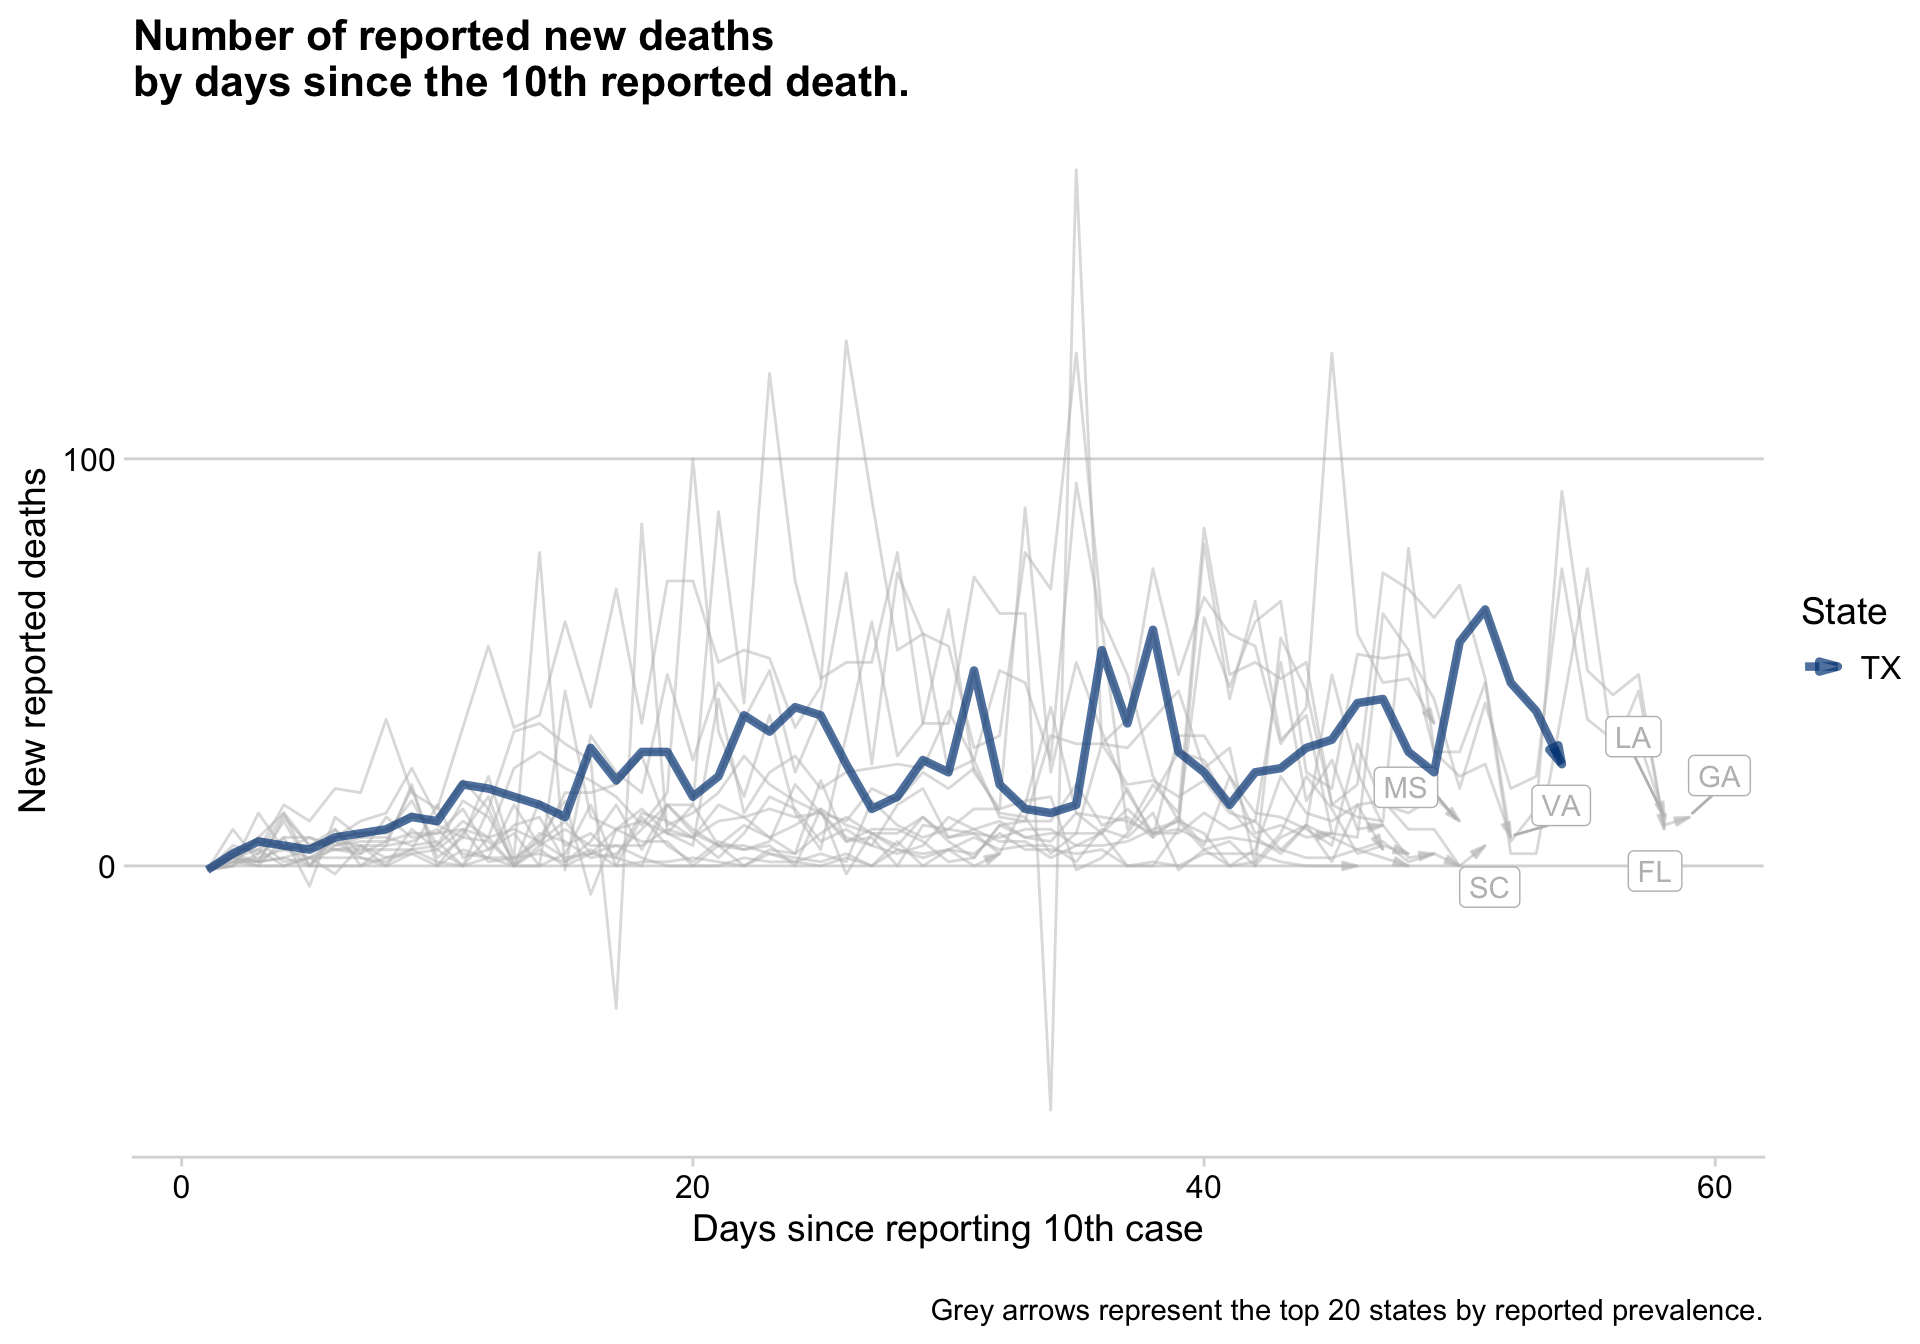 Number of reported new deaths
by days since the 10th reported death.
New reported deaths
100
0
LA
GA
MS
VA
FL
SC
State
TX
0
20
40
60
Days since reporting 10th case
Grey arrows represent the top 20 states by reported prevalence.